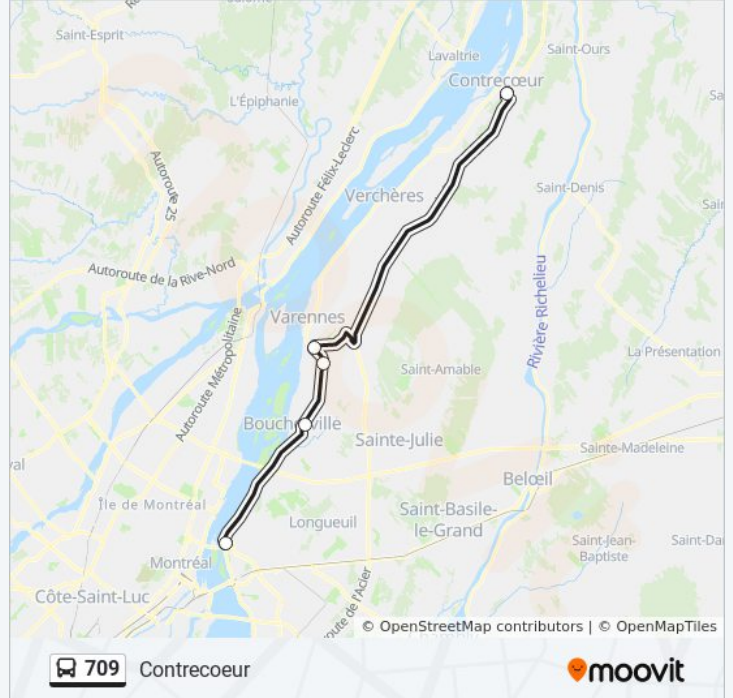 Saint-Esprit
Lavaltrie
Saint-Ours
Contrecœur
L'Épiphanie
Autoroute 25
Autoroute Félix-Leclerc
Verchères
Saint-Denis
Autoroute de la Rive-Nord
Rivière-Richelieu
Varennes
Autoroute Métropolitaine
La Présentation
Saint-Amable
Boucherville
Sainte-Julie
Sainte-Madeleine
Belœil
Île de Montréal
Saint-Basile-
le-Grand
Longueuil
Saint-Jean-
Baptiste
Montréal
Côte-Saint-Luc
© OpenStreetMap contributors | © OpenMapTiles
709 Contrecoeur
moovit